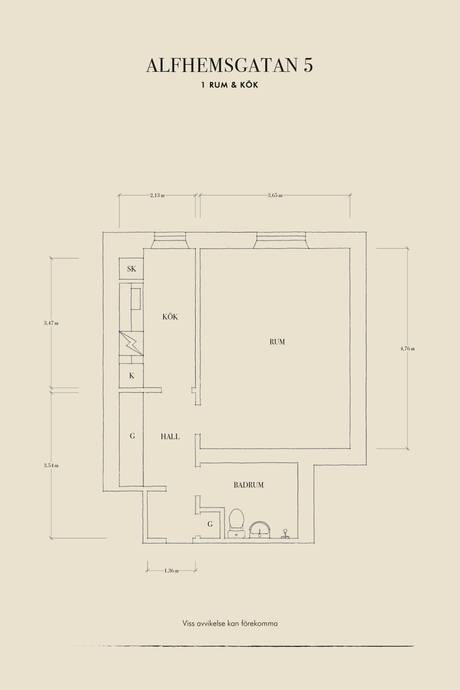 ALFHEMSGATAN 5
1 RUM & KÖK
2,13 m
3,65 m
SK
3,47 m
KÖK
RUM
4,76 m
K
G
HALL
3,54 m
BADRUM
G
1,36 m
Viss avvikelse kan förekomma